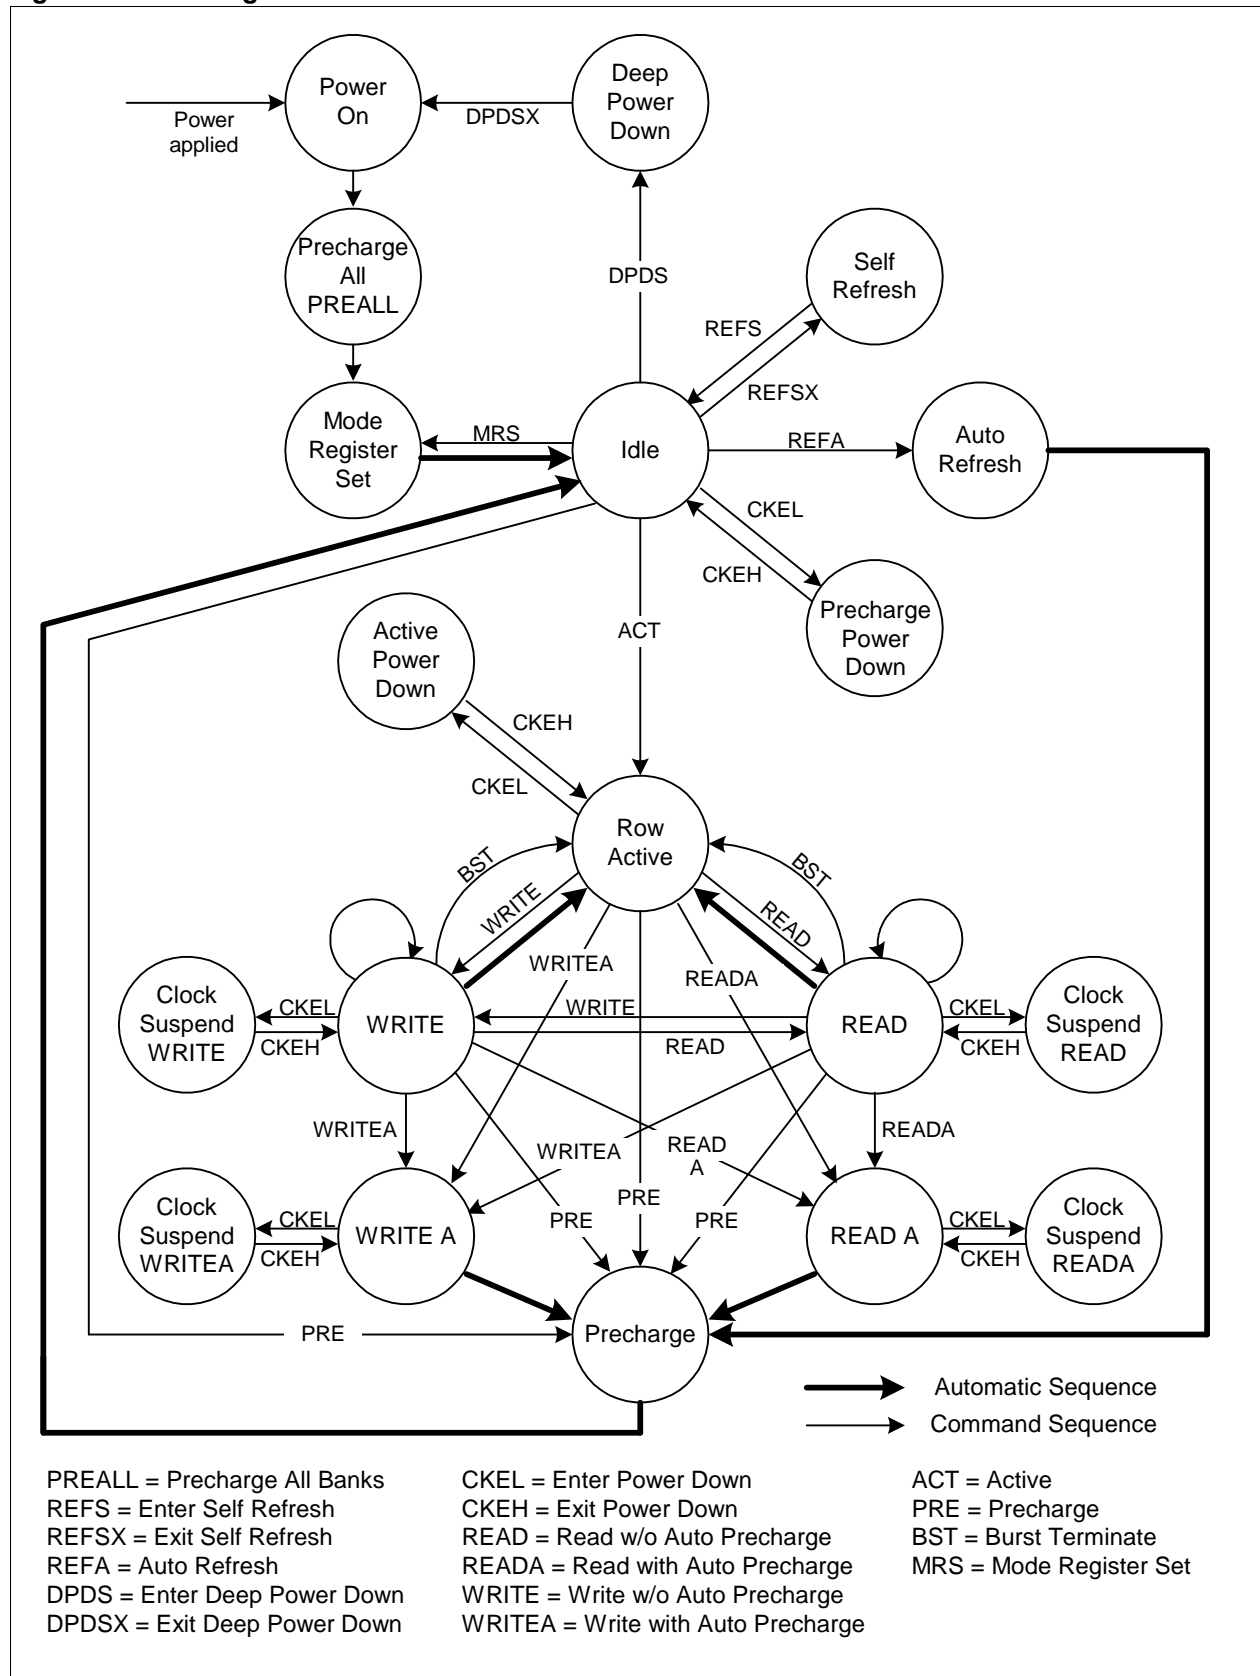 Power
On
Deep
Power
Down
Power
applied
DPDSX
Precharge
All
PREALL
DPDS
Self
Refresh
REFS
REFSX
Mode
Register
Set
MRS
Idle
REFA
Auto
Refresh
CKEL
CKEH
Precharge
Power
Down
ACT
Active
Power
Down
CKEH
CKEL
Row
Active
BST
BST
WRITE
READ
WRITEA
READA
Clock
Suspend
WRITE
CKEL
CKEH
WRITE
WRITE
READ
READ
CKEL
CKEH
Clock
Suspend
READ
WRITEA
WRITEA
READ
A
READA
Clock
Suspend
WRITEA
CKEL
CKEH
WRITE A
PRE
PRE
PRE
READ A
CKEL
CKEH
Clock
Suspend
READA
PRE
Precharge
Automatic Sequence
Command Sequence
PREALL = Precharge All Banks
REFS = Enter Self Refresh
REFSX = Exit Self Refresh
REFA = Auto Refresh
DPDS = Enter Deep Power Down
DPDSX = Exit Deep Power Down
CKEL = Enter Power Down
CKEH = Exit Power Down
READ = Read w/o Auto Precharge
READA = Read with Auto Precharge
WRITE = Write w/o Auto Precharge
WRITEA = Write with Auto Precharge
ACT = Active
PRE = Precharge
BST = Burst Terminate
MRS = Mode Register Set